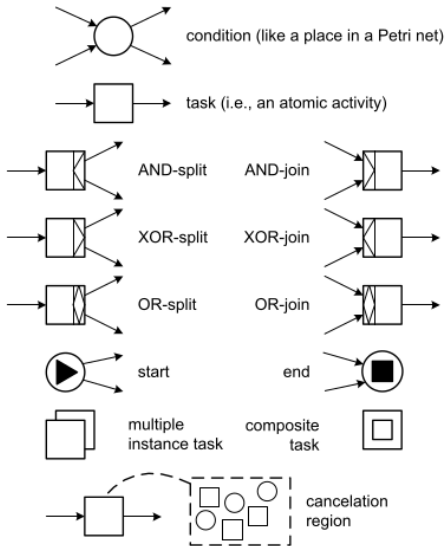 condition (like a place in a Petri net)
task (i.e., an atomic activity)
AND-split
AND-join
XOR-split
XOR-join
OR-split
OR-join
start
end
multiple
instance task
composite
task
cancelation
region